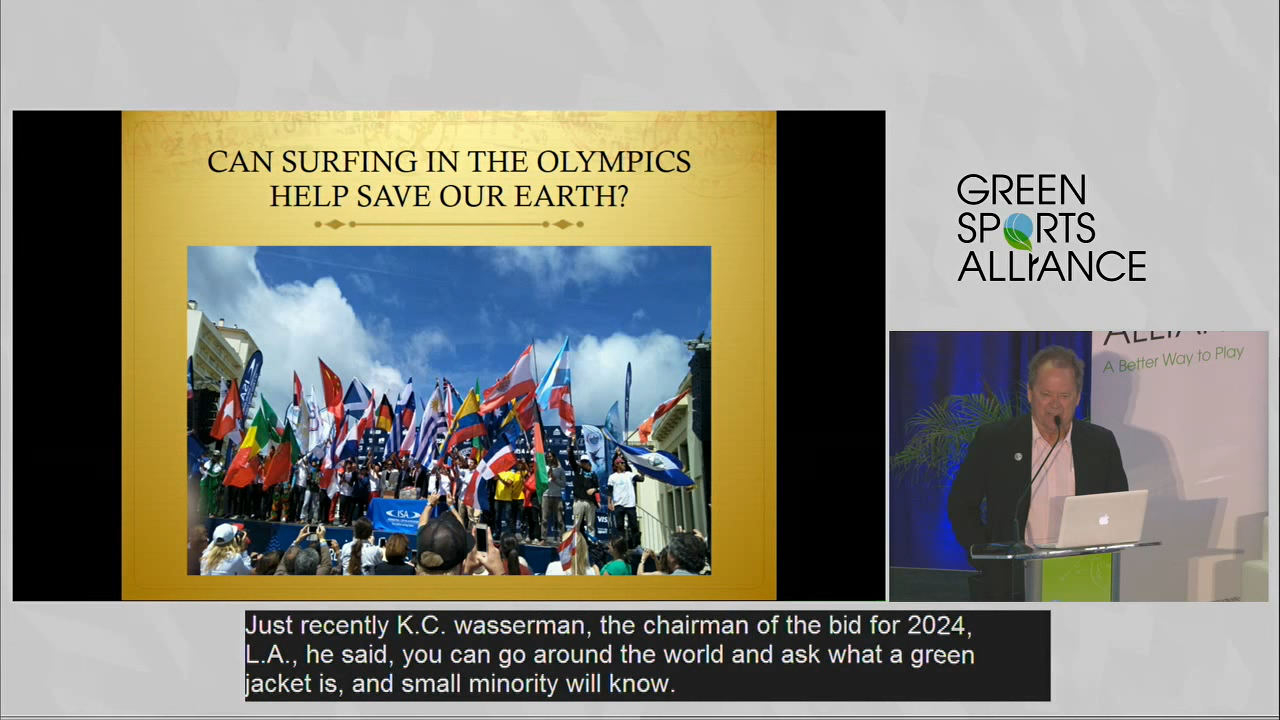 CAN SURFING IN THE OLYMPICS
HELP SAVE OUR EARTH?
ISA
VISA
GREEN
SPORTS
ALLIANCE
ALLIA
A Better Way to Play
Just recently K.C. wasserman, the chairman of the bid for 2024,
L.A., he said, you can go around the world and ask what a green
jacket is, and small minority will know.